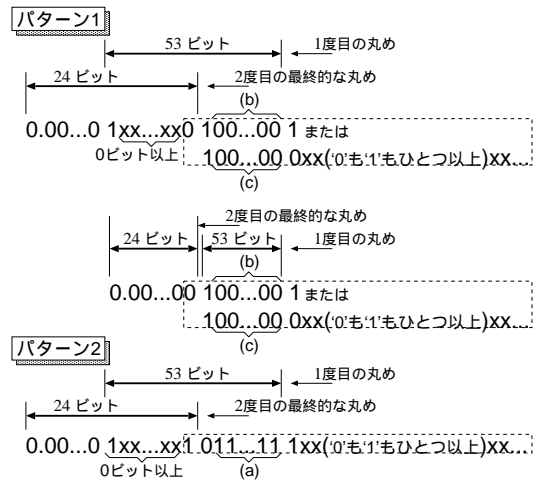 パターン1
53 ビット
1度目の丸め
24 ビット
2度目の最終的な丸め
(b)
0.00...0 1xx...xx0 100...00 1 または
0ビット以上
100...00 0xx('0'も'1'もひとつ以上)xx...
(c)
2度目の最終的な丸め
24 ビット
53 ビット
1度目の丸め
(b)
0.00...00 100...00 1 または
100...00 0xx('0'も'1'もひとつ以上)xx...
(c)
パターン2
53 ビット
1度目の丸め
24 ビット
2度目の最終的な丸め
0.00...0 1xx...xx1 011...11 1xx('0'も'1'もひとつ以上)xx...
0ビット以上
(a)